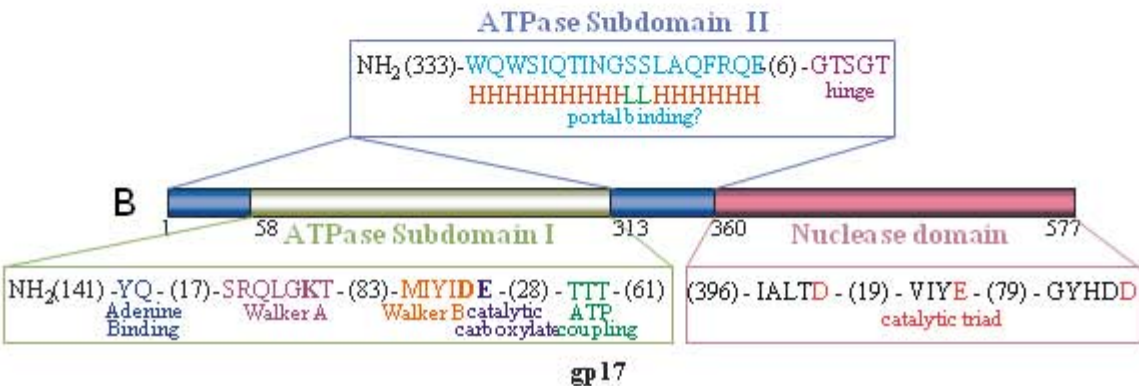 ATPase Subdomain II
NH2 (333)-WQWSIQTINGSSLAQFRQE-(6) -GTSGT
HHHHHHHHHLLHHHHHH
hinge
portal binding?
B
1
58
ATPase Subdomain I
313
360
Nuclease domain
577
NH2(141) -YQ- (17)-SRQLGKT-(83)-MIYIDE-(28)- TTT - (61)
Adenine Binding
Walker A
Walker B
catalytic carboxylate
ATP coupling
(396)- IALTD - (19) - VIYE - (79) - GYHDD
catalytic triad
gp17